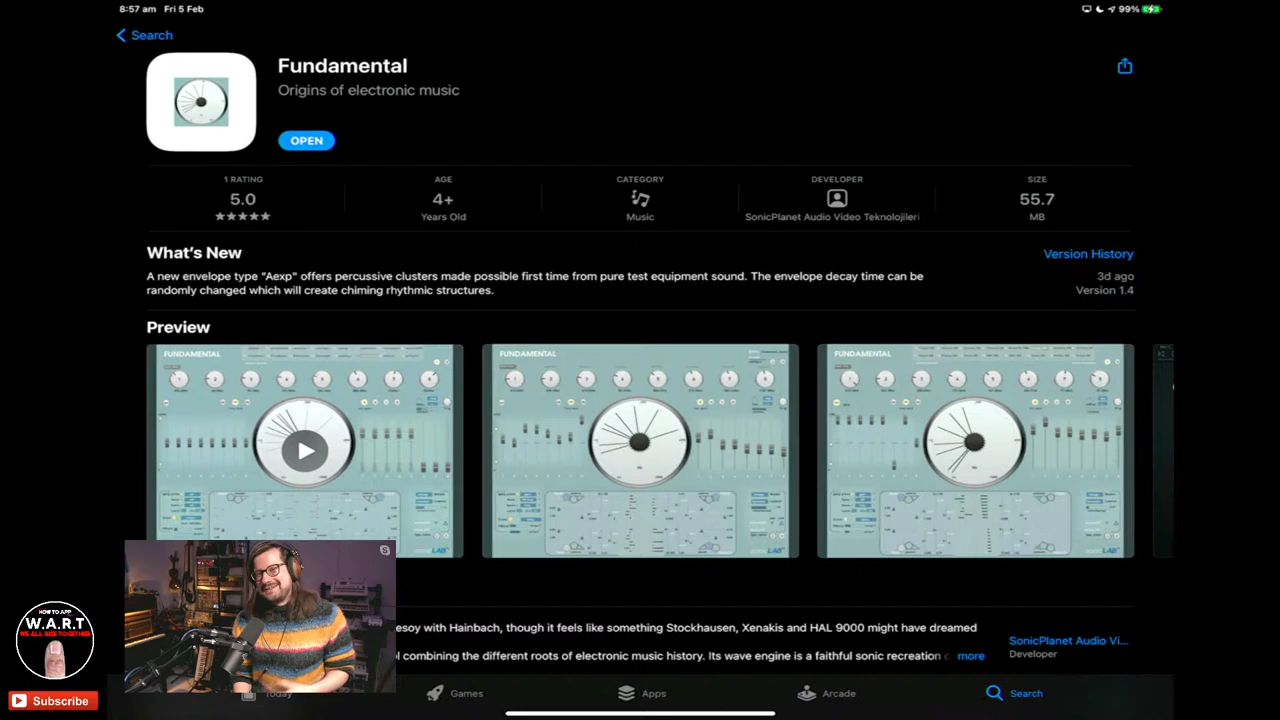 8:57 am Fri 5 Feb
99%
Search
Fundamental
Origins of electronic music
OPEN
1 RATING
5.0
AGE
4+
Years Old
CATEGORY
Music
DEVELOPER
SonicPlanet Audio Video Teknolojileri
SIZE
55.7
MB
What's New
Version History
A new envelope type "Aexp" offers percussive clusters made possible first time from pure test equipment sound. The envelope decay time can be
randomly changed which will create chiming rhythmic structures.
3d ago
Version 1.4
Preview
FUNDAMENTAL
FUNDAMENTAL
FUNDAMENTAL
esoy with Hainbach, though it feels like something Stockhausen, Xenakis and HAL 9000 might have dreamed
ol combining the different roots of electronic music history. Its wave engine is a faithful sonic recreation
more
SonicPlanet Audio Vi...
Developer
HOW TO APP
W.A.R.T
WE ALL RISE TOGETHER
Subscribe
Today
Games
Apps
Arcade
Search